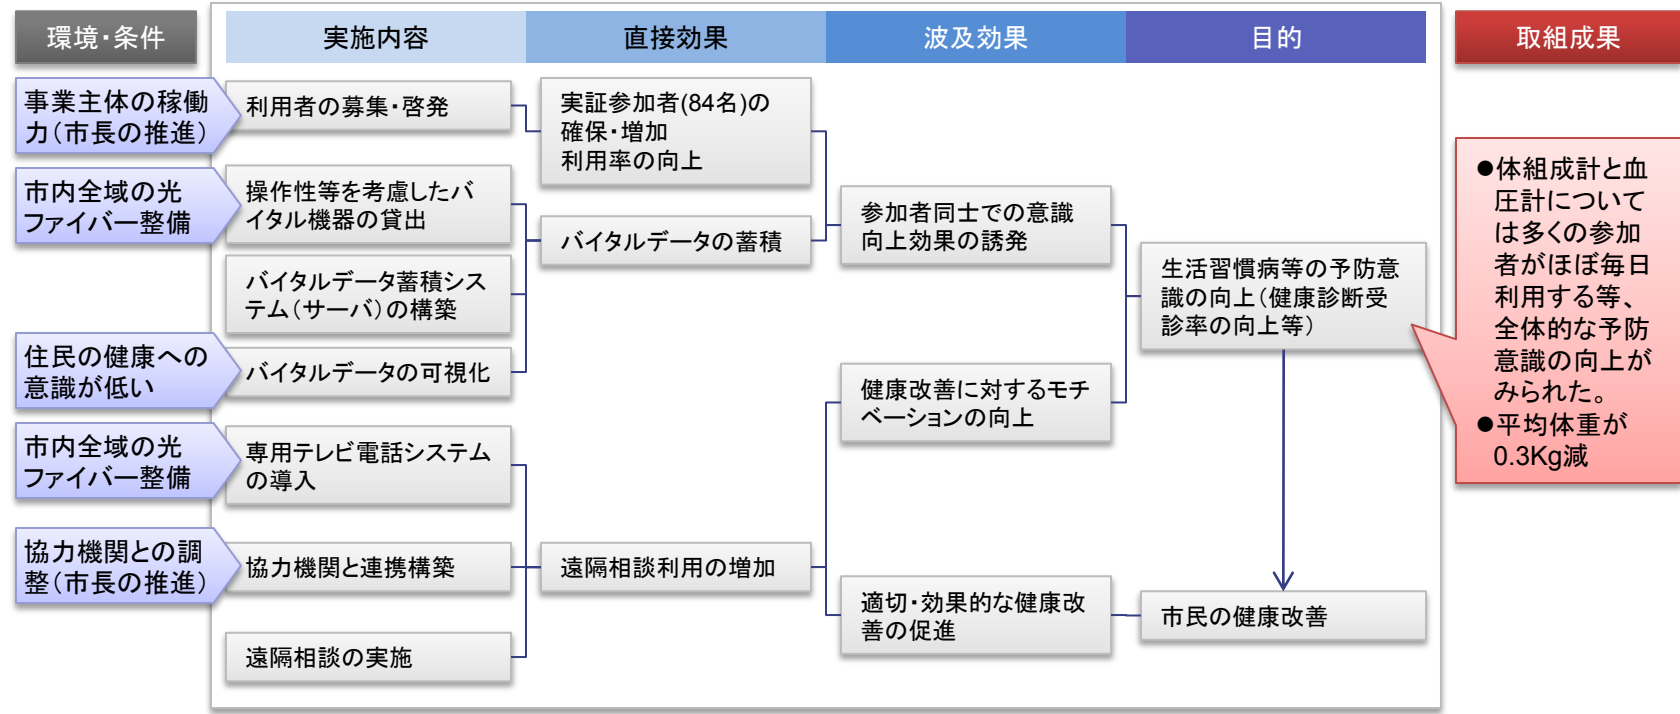 環境・条件
実施内容
直接効果
波及効果
目的
取組成果
事業主体の稼働
力（市長の推進）
市内全域の光
ファイバー整備
住民の健康への
意識が低い
市内全域の光
ファイバー整備
協力機関との調
整（市長の推進）
利用者の募集・啓発
操作性等を考慮したバ
イタル機器の貸出
バイタルデータ蓄積シス
テム（サーバ）の構築
バイタルデータの可視化
専用テレビ電話システム
の導入
協力機関と連携構築
遠隔相談の実施
実証参加者(84名)の
確保・増加
利用率の向上
バイタルデータの蓄積
遠隔相談利用の増加
参加者同士での意識
向上効果の誘発
健康改善に対するモチ
ベーションの向上
適切・効果的な健康改
善の促進
生活習慣病等の予防意
識の向上（健康診断受
診率の向上等）
市民の健康改善
●体組成計と血
圧計について
は多くの参加
者がほぼ毎日
利用する等、
全体的な予防
意識の向上が
みられた。
●平均体重が
0.3Kg減